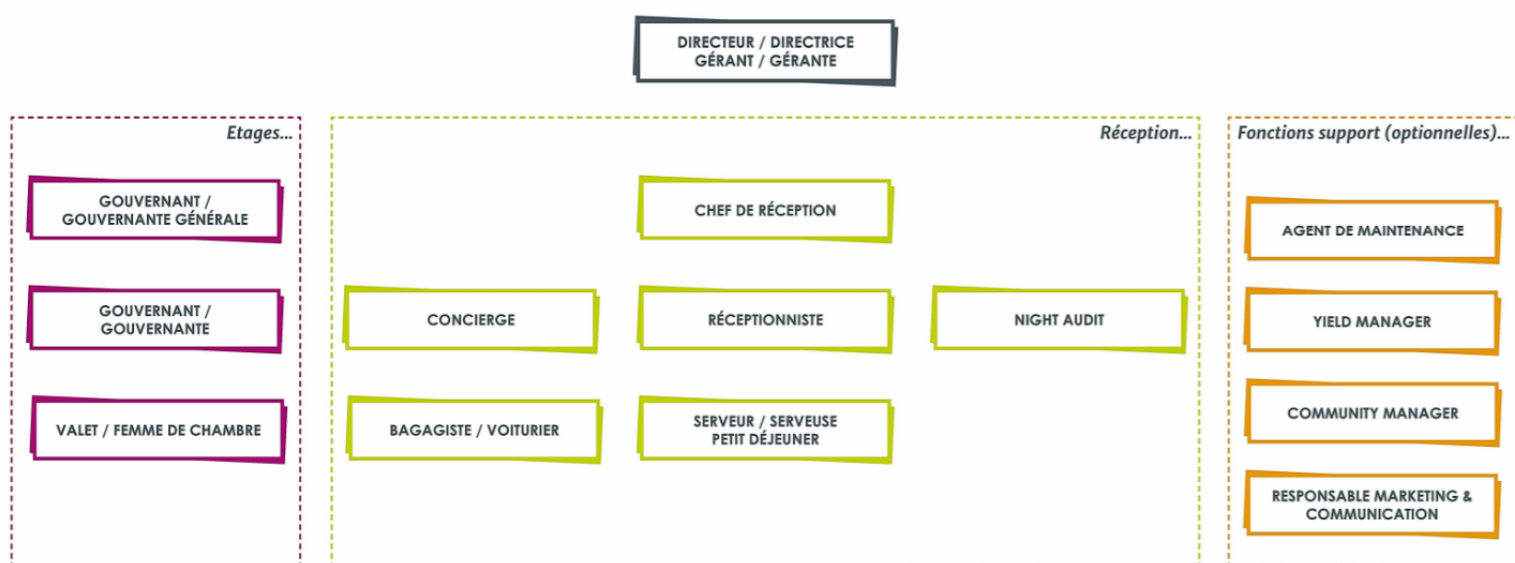 DIRECTEUR / DIRECTRICE
GÉRANT / GÉRANTE
Etages...
GOUVERNANT /
GOUVERNANTE GÉNÉRALE
GOUVERNANT /
GOUVERNANTE
VALET / FEMME DE CHAMBRE
Réception...
CHEF DE RÉCEPTION
CONCIERGE
RÉCEPTIONNISTE
NIGHT AUDIT
BAGAGISTE / VOITURIER
SERVEUR / SERVEUSE
PETIT DÉJEUNER
Fonctions support (optionnelles)...
AGENT DE MAINTENANCE
YIELD MANAGER
COMMUNITY MANAGER
RESPONSABLE MARKETING &
COMMUNICATION